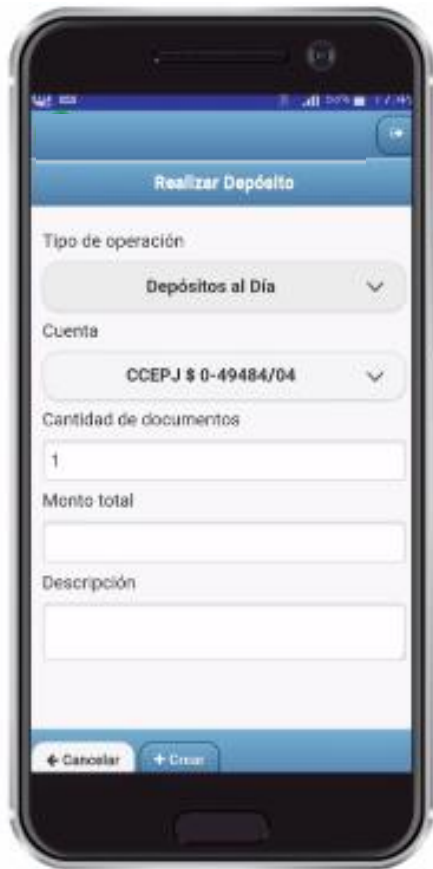 Realizar Depósito
Tipo de operación
Depósitos al Día
Cuenta
CCEPJ $ 0-49484/04
Cantidad de documentos
1
Monto total
Descripción
Cancelar
+ Crear